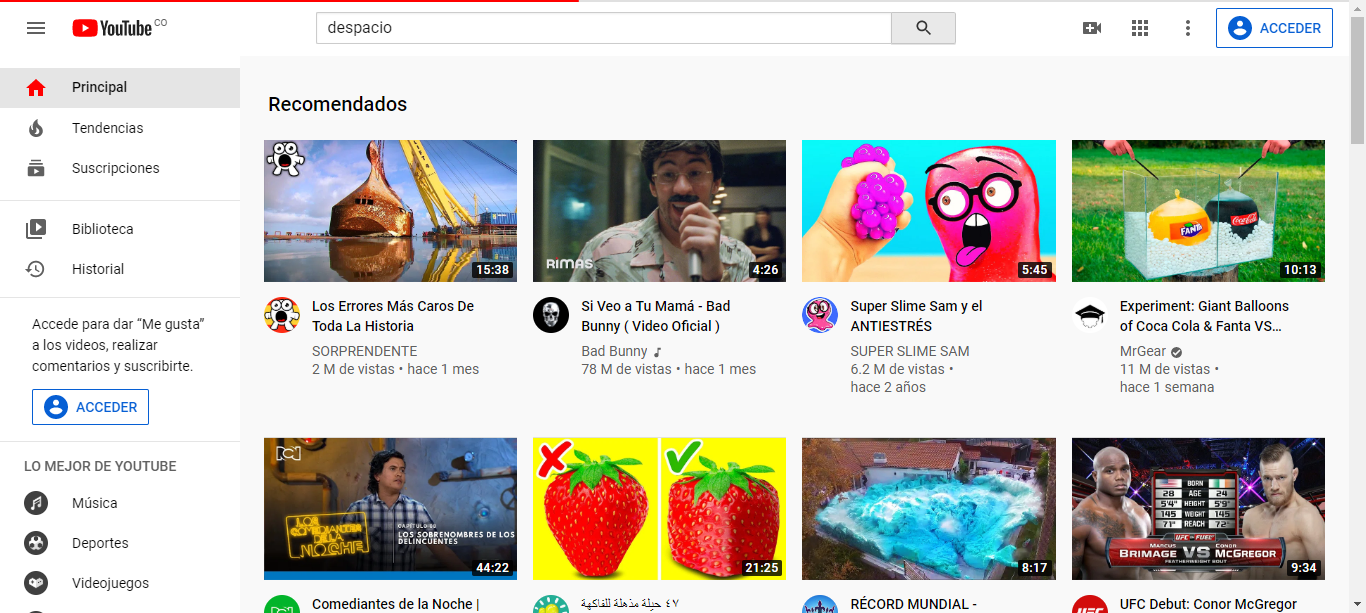 YouTube CO
despacio
ACCEDER
Principal
Tendencias
Suscripciones
Biblioteca
Historial
Accede para dar “Me gusta”
a los videos, realizar
comentarios y suscribirte.
ACCEDER
LO MEJOR DE YOUTUBE
Música
Deportes
Videojuegos
Recomendados
15:38
Los Errores Más Caros De
Toda La Historia
SORPRENDENTE
2 M de vistas • hace 1 mes
RIMAS
4:26
Si Veo a Tu Mamá - Bad
Bunny ( Video Oficial )
Bad Bunny
78 M de vistas • hace 1 mes
5:45
Super Slime Sam y el
ANTIESTRÉS
SUPER SLIME SAM
6.2 M de vistas •
hace 2 años
FANTA
Coca-Cola
10:13
Experiment: Giant Balloons
of Coca Cola & Fanta VS...
MrGear
11 M de vistas •
hace 1 semana
RCN
LOS
COMEDIANTES
DE LA
NOCHE
CAPÍTULO 60
LOS SOBRENOMBRES DE LOS
DELINCUENTES
44:22
Comediantes de la Noche |
21:25
٤٧ حيلة مذهلة للفاكهة
8:17
RÉCORD MUNDIAL -
BORN
28 AGE 24
5'4" HEIGHT 5'9"
145 WEIGHT 145
71" REACH 72"
UFC ON FUEL
MARCUS CONOR
BRIMAGE VS McGREGOR
FEATHERWEIGHT BOUT
9:34
UFC
UFC Debut: Conor McGregor